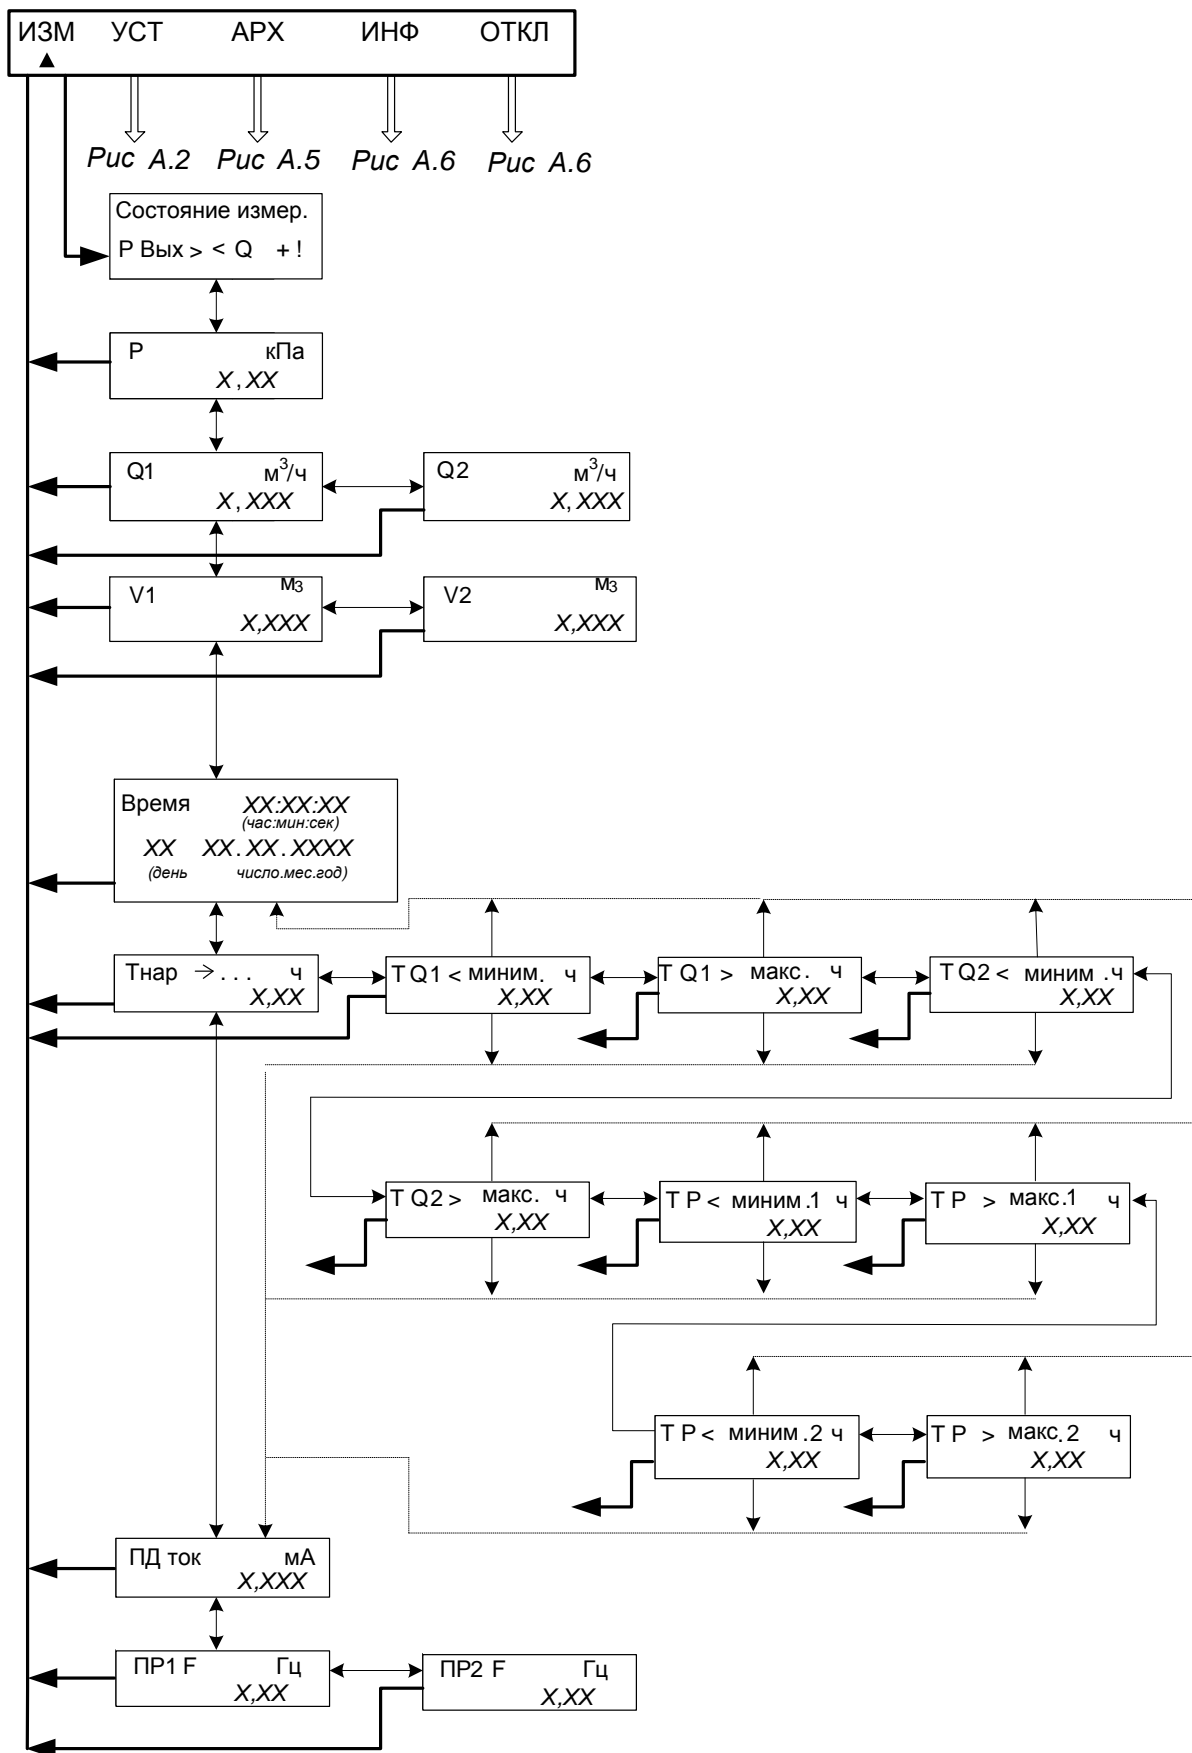 ИЗМ УСТ АРХ ИНФ ОТКЛ
▲
Рис А.2 Рис А.5 Рис А.6 Рис А.6
Состояние измер.
Р Вых > < Q + !
Р кПа
X,XX
Q1 м³/ч
X,XXX
Q2 м³/ч
X,XXX
V1 м3
X,XXX
V2 м3
X,XXX
Время XX:XX:XX
(час:мин:сек)
XX XX.XX.XXXX
(день число.мес.год)
Тнар →... ч
X,XX
T Q1 < миним. ч
X,XX
T Q1 > макс. ч
X,XX
T Q2 < миним .ч
X,XX
T Q2 > макс. ч
X,XX
T P < миним.1 ч
X,XX
T P > макс.1 ч
X,XX
T P < миним.2 ч
X,XX
T P > макс.2 ч
X,XX
ПД ток мА
X,XXX
ПР1 F Гц
X,XX
ПР2 F Гц
X,XX